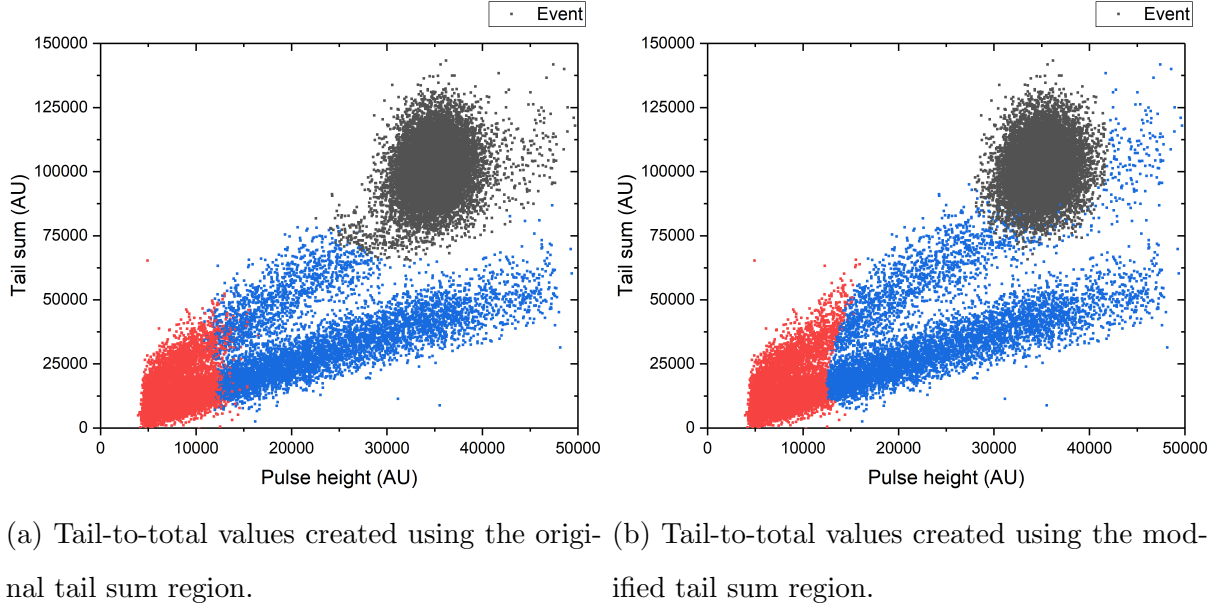 Event
Event
150000
125000
100000
75000
50000
25000
0
Tail sum (AU)
0
10000
20000
30000
40000
50000
Pulse height (AU)
150000
125000
100000
75000
50000
25000
0
Tail sum (AU)
0
10000
20000
30000
40000
50000
Pulse height (AU)
(a) Tail-to-total values created using the origi-
nal tail sum region.
(b) Tail-to-total values created using the mod-
ified tail sum region.